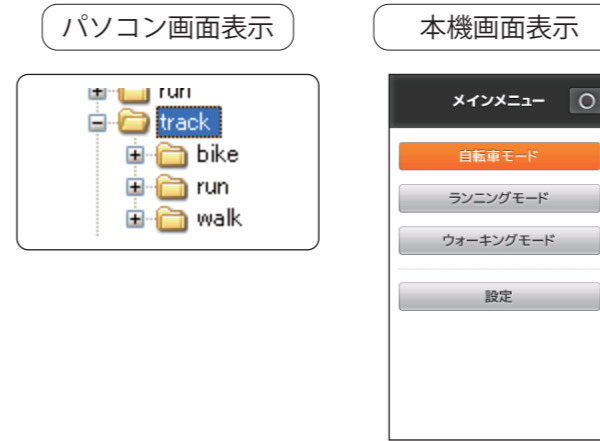 パソコン画面表示
本機画面表示
run
track
bike
run
walk
メインメニュー
自転車モード
ランニングモード
ウォーキングモード
設定